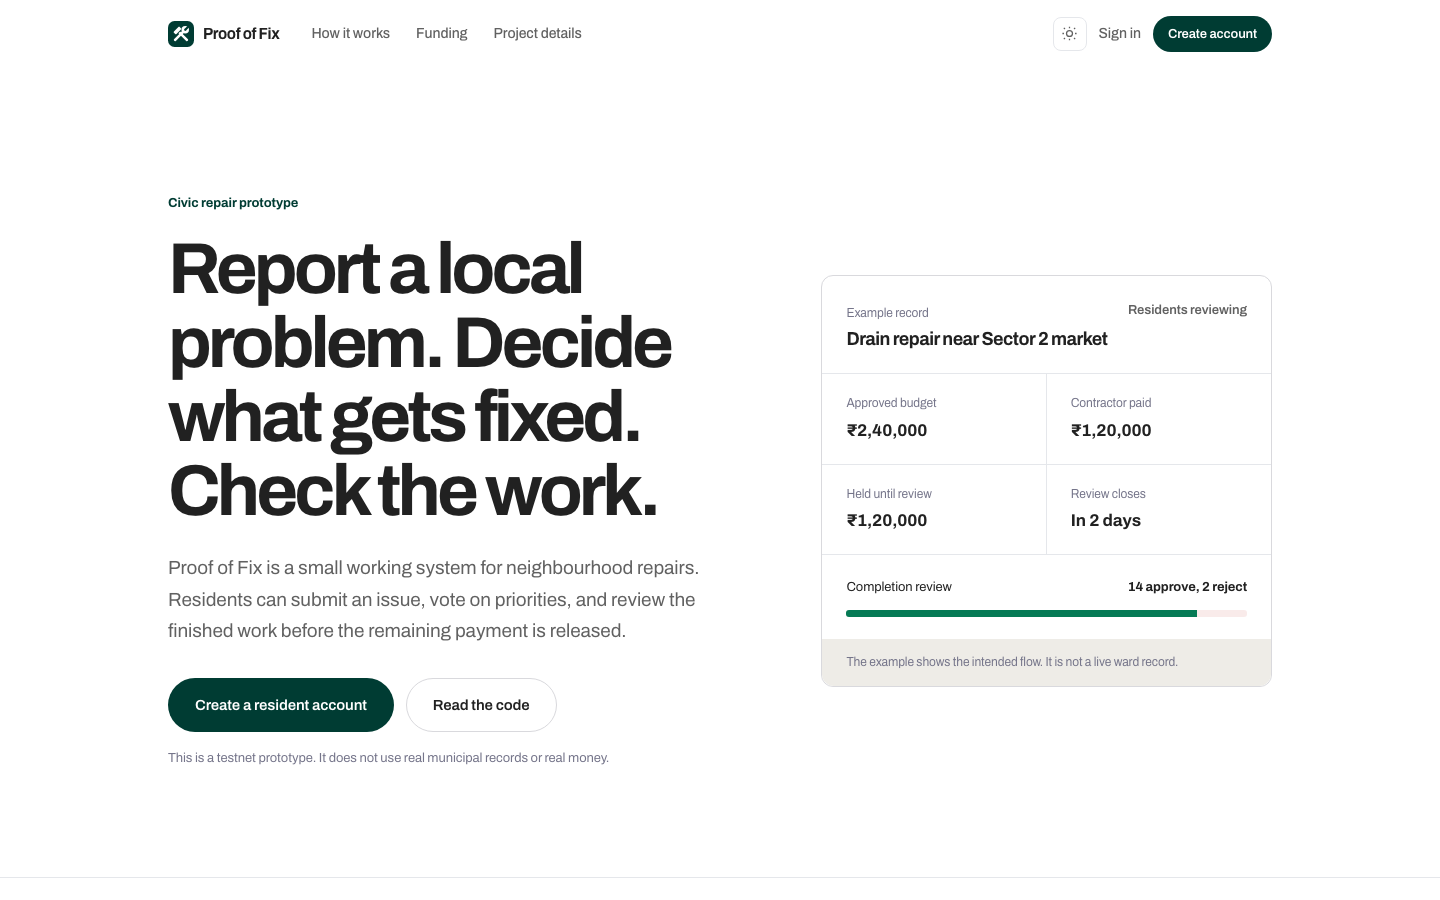 Proof of Fix
How it works
Funding
Project details
Sign in
Create account
Civic repair prototype
Report a local
problem. Decide
what gets fixed.
Check the work.
Proof of Fix is a small working system for neighbourhood repairs.
Residents can submit an issue, vote on priorities, and review the
finished work before the remaining payment is released.
Create a resident account
Read the code
This is a testnet prototype. It does not use real municipal records or real money.
Example record
Residents reviewing
Drain repair near Sector 2 market
Approved budget
₹2,40,000
Contractor paid
₹1,20,000
Held until review
₹1,20,000
Review closes
In 2 days
Completion review
14 approve, 2 reject
The example shows the intended flow. It is not a live ward record.